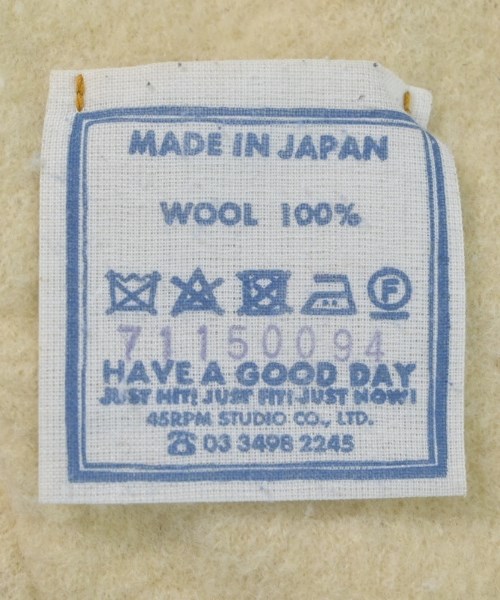 MADE IN JAPAN
WOOL 100%
F
71150094
HAVE A GOOD DAY
JUST HIT! JUST FIT! JUST NOW!
45RPM STUDIO CO., LTD.
☎ 03 3498 2245